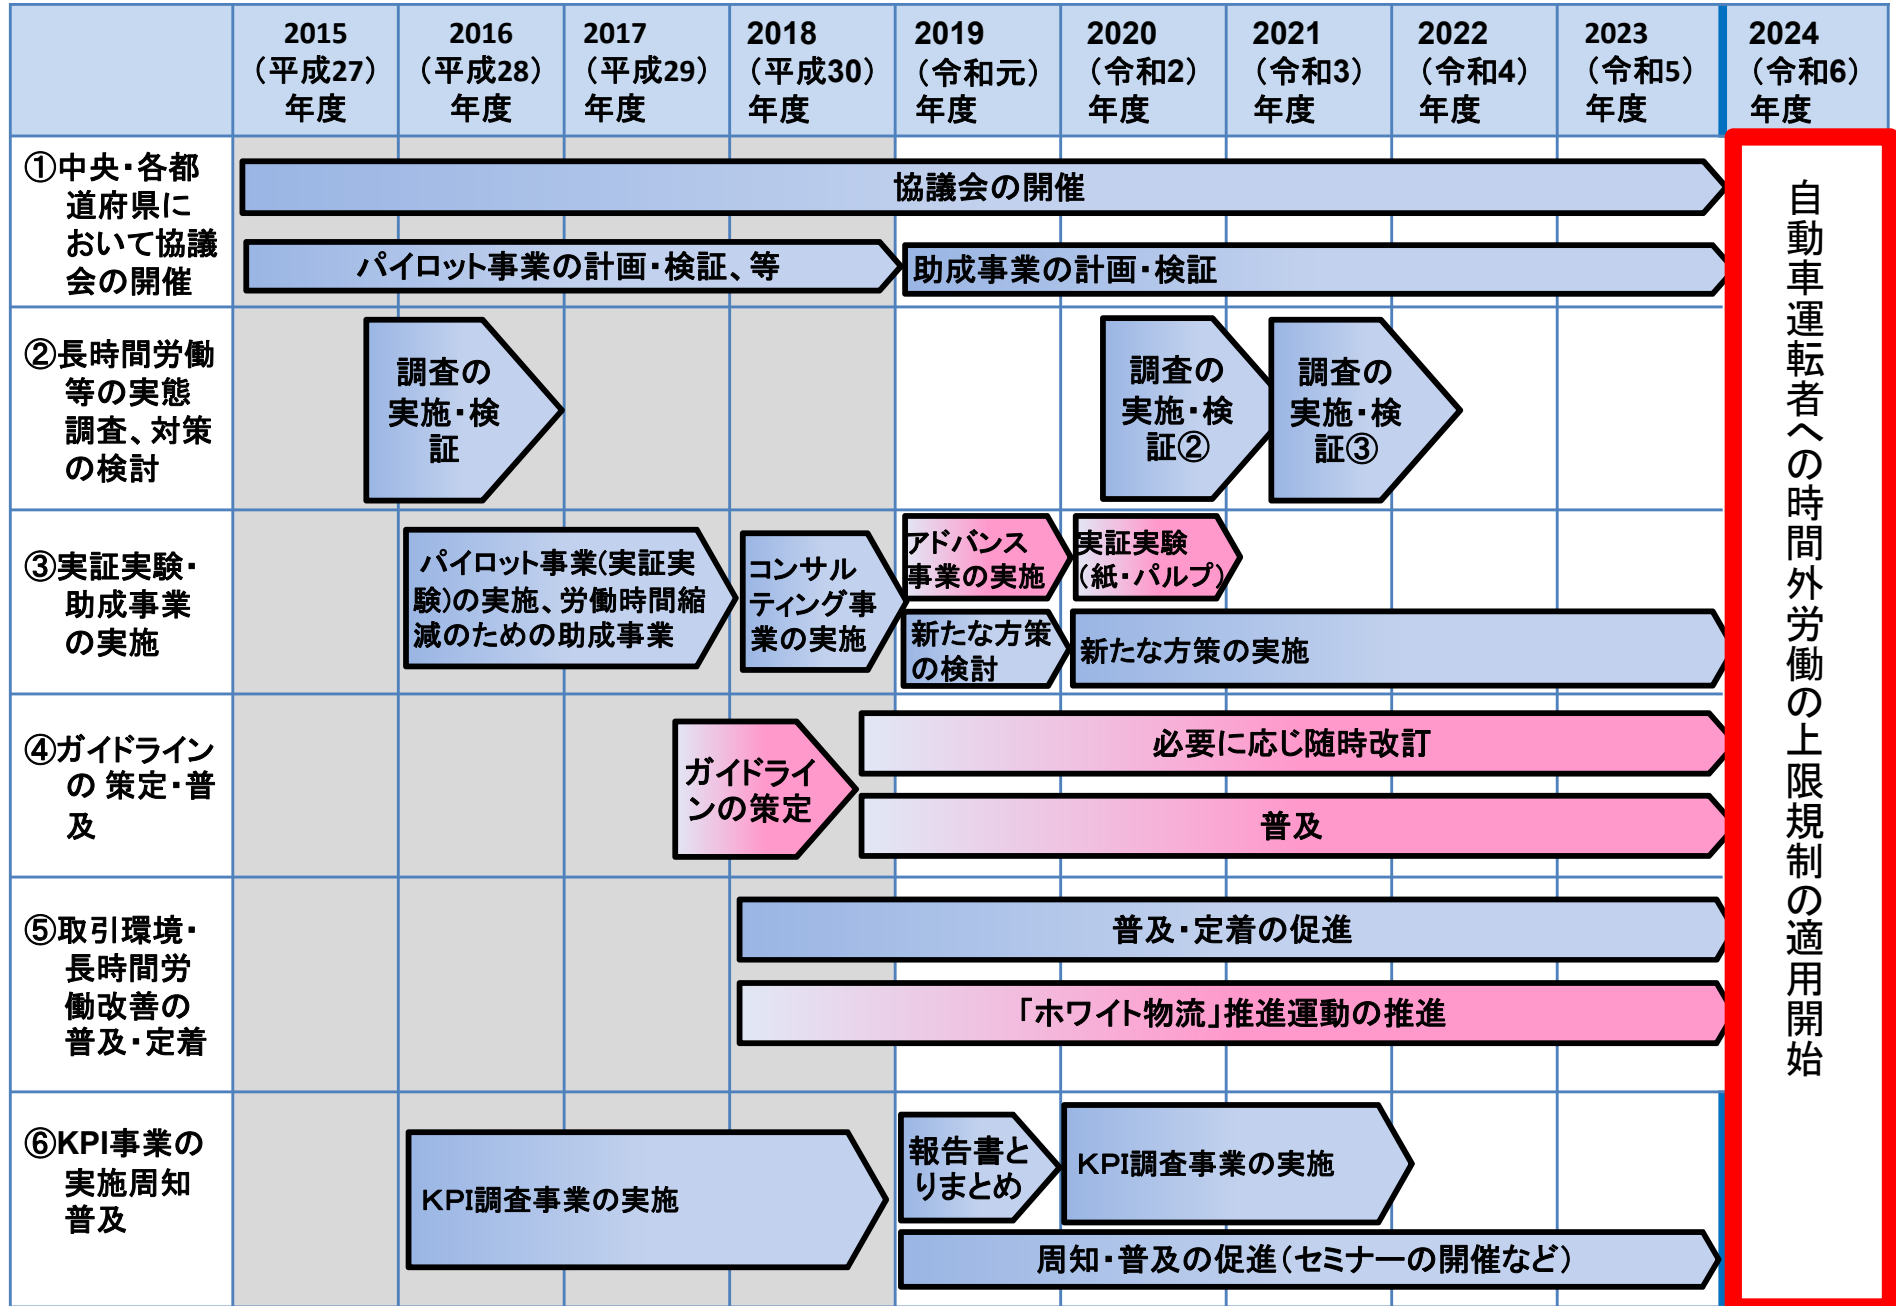 2015
(平成27)
年度
2016
(平成28)
年度
2017
(平成29)
年度
2018
(平成30)
年度
2019
(令和元)
年度
2020
(令和2)
年度
2021
(令和3)
年度
2022
(令和4)
年度
2023
(令和5)
年度
2024
(令和6)
年度
①中央・各都
道府県に
おいて協議
会の開催
協議会の開催
パイロット事業の計画・検証、等
助成事業の計画・検証
②長時間労働
等の実態
調査、対策
の検討
調査の
実施・検
証
調査の
実施・検
証②
調査の
実施・検
証③
③実証実験・
助成事業
の実施
パイロット事業(実証実
験)の実施、労働時間縮
減のための助成事業
コンサル
ティング事
業の実施
アドバンス
事業の実施
実証実験
(紙・パルプ)
新たな方策
の検討
新たな方策の実施
④ガイドライン
の 策定・普
及
ガイドライ
ンの策定
必要に応じ随時改訂
普及
⑤取引環境・
長時間労
働改善の
普及・定着
普及・定着の促進
「ホワイト物流」推進運動の推進
⑥KPI事業の
実施周知
普及
KPI調査事業の実施
報告書と
りまとめ
KPI調査事業の実施
周知・普及の促進(セミナーの開催など)
自動車運転者への時間外労働の上限規制の適用開始